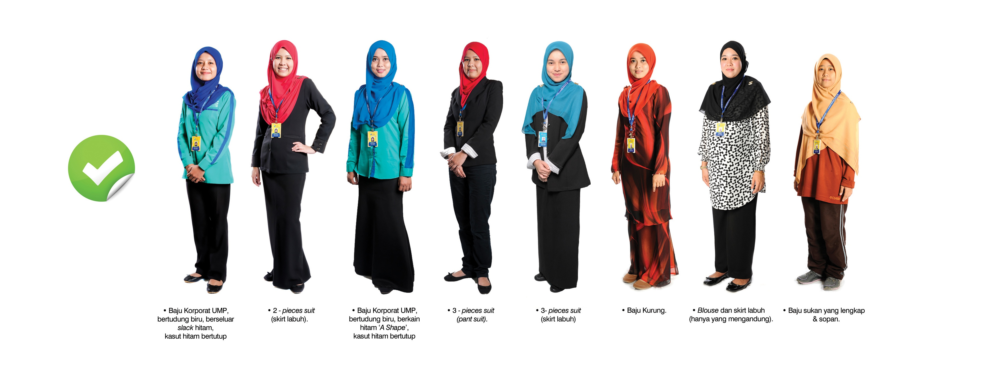 • Baju Korporat UMP,
bertudung biru, berseluar
slack hitam,
kasut hitam bertutup
• 2 - pieces suit
(skirt labuh).
• Baju Korporat UMP,
bertudung biru, berkain
hitam ‘A Shape’,
kasut hitam bertutup
• 3 - pieces suit
(pant suit).
• 3- pieces suit
(skirt labuh)
• Baju Kurung.
• Blouse dan skirt labuh
(hanya yang mengandung).
• Baju sukan yang lengkap
& sopan.